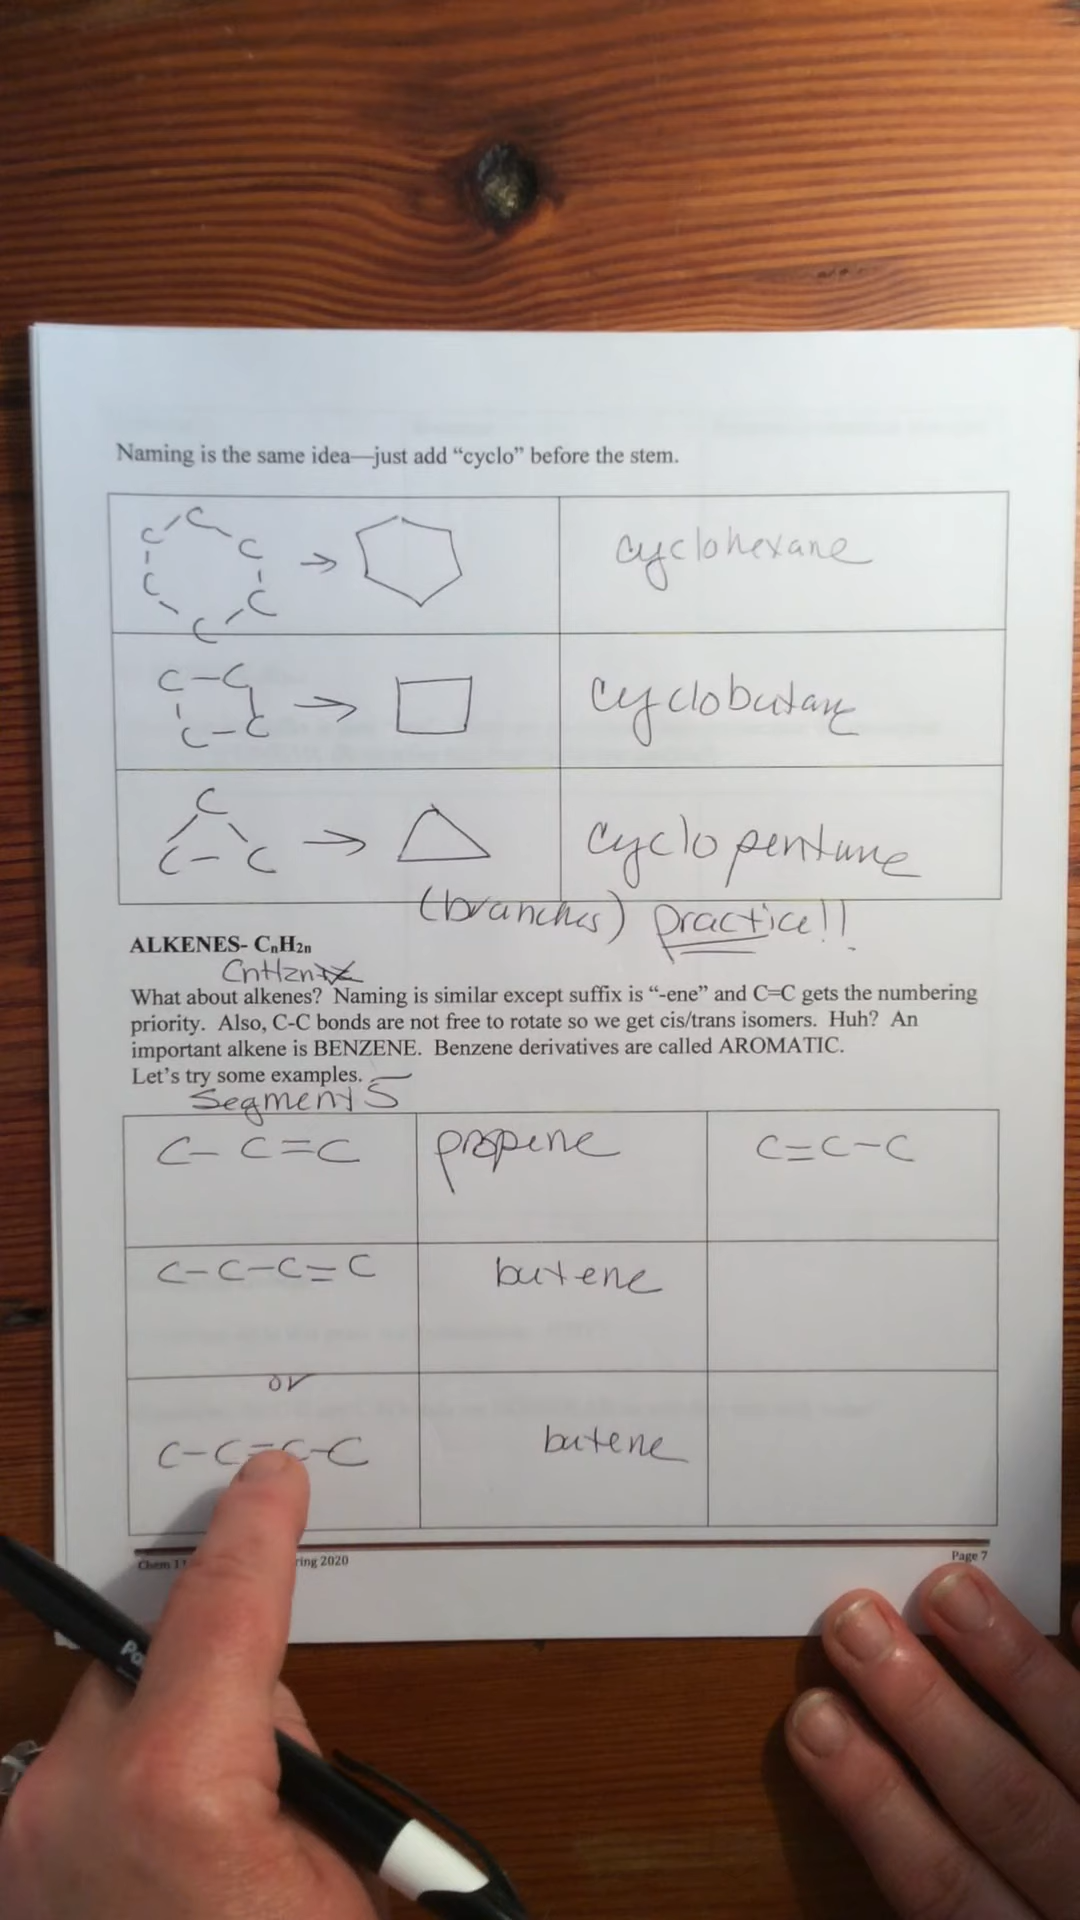 Naming is the same idea—just add “cyclo” before the stem.
C C C C C C → cyclohexane
C-C C-C → cyclobutane
C C-C → cyclopentane
(branches) practice!!
ALKENES- CnH2n
CnH2n+2
What about alkenes? Naming is similar except suffix is “-ene” and C=C gets the numbering
priority. Also, C-C bonds are not free to rotate so we get cis/trans isomers. Huh? An
important alkene is BENZENE. Benzene derivatives are called AROMATIC.
Let’s try some examples.
Segment 5
C-C=C propene C=C-C
C-C-C=C butene
or
C-C=C-C butene
Chem 11 ring 2020 Page 7